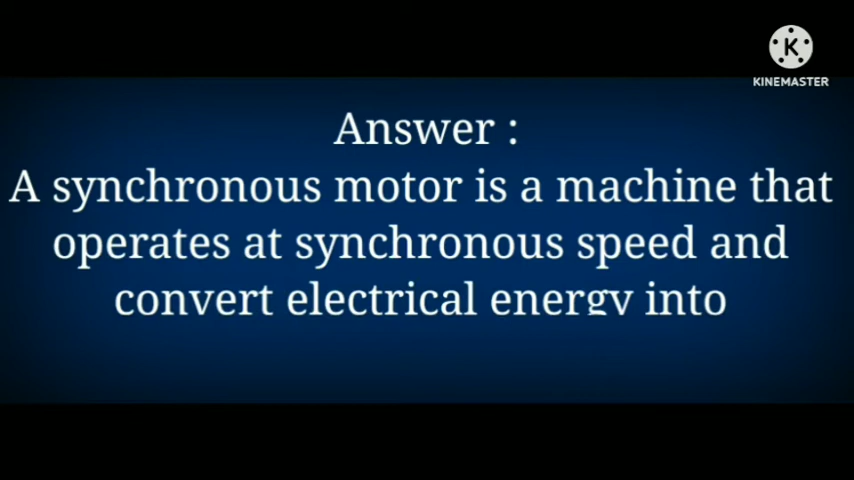 KINEMASTER
Answer :
A synchronous motor is a machine that
operates at synchronous speed and
convert electrical energy into